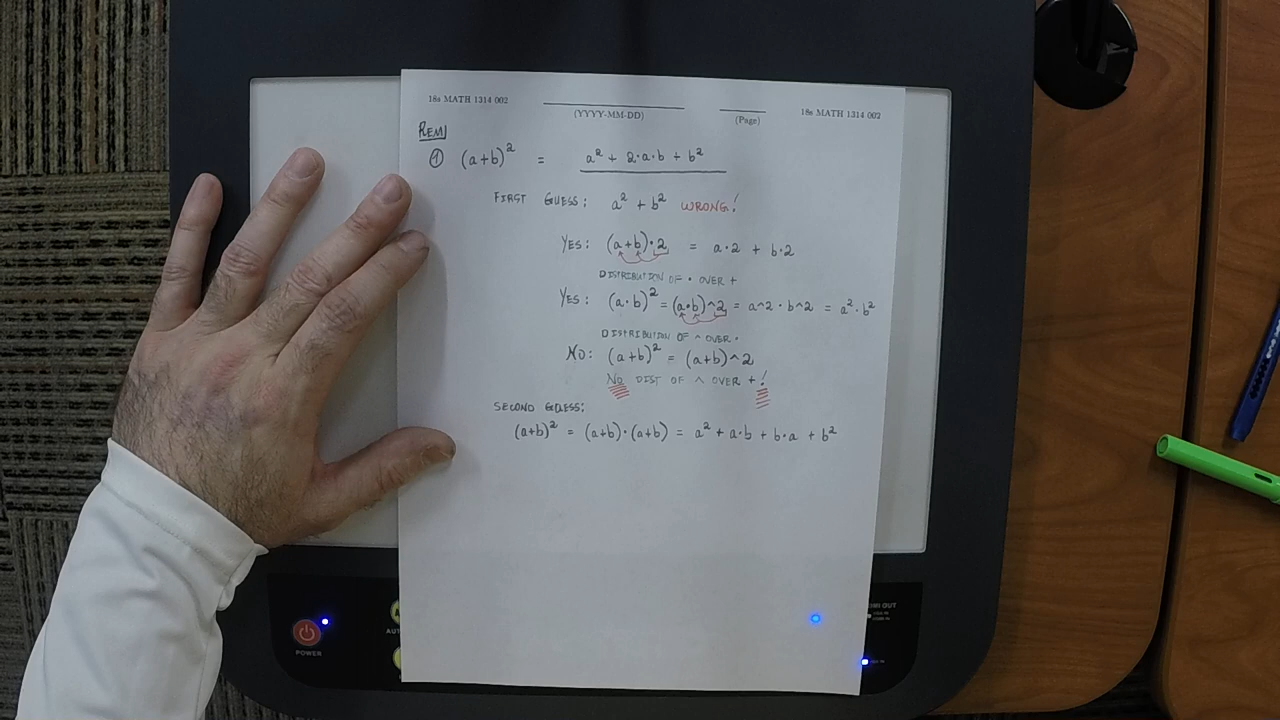 18s MATH 1314 002
(YYYY-MM-DD)
(Page)
18s MATH 1314 002
REM
① (a+b)² = a² + 2·a·b + b²
FIRST GUESS: a² + b² WRONG!
YES: (a+b)·2 = a·2 + b·2
DISTRIBUTION OF · OVER +
YES: (a·b)² = (a·b)^2 = a^2 · b^2 = a²·b²
DISTRIBUTION OF ^ OVER ·
NO: (a+b)² = (a+b)^2
NO DIST OF ^ OVER +!
SECOND GUESS:
(a+b)² = (a+b)·(a+b) = a² + a·b + b·a + b²
POWER